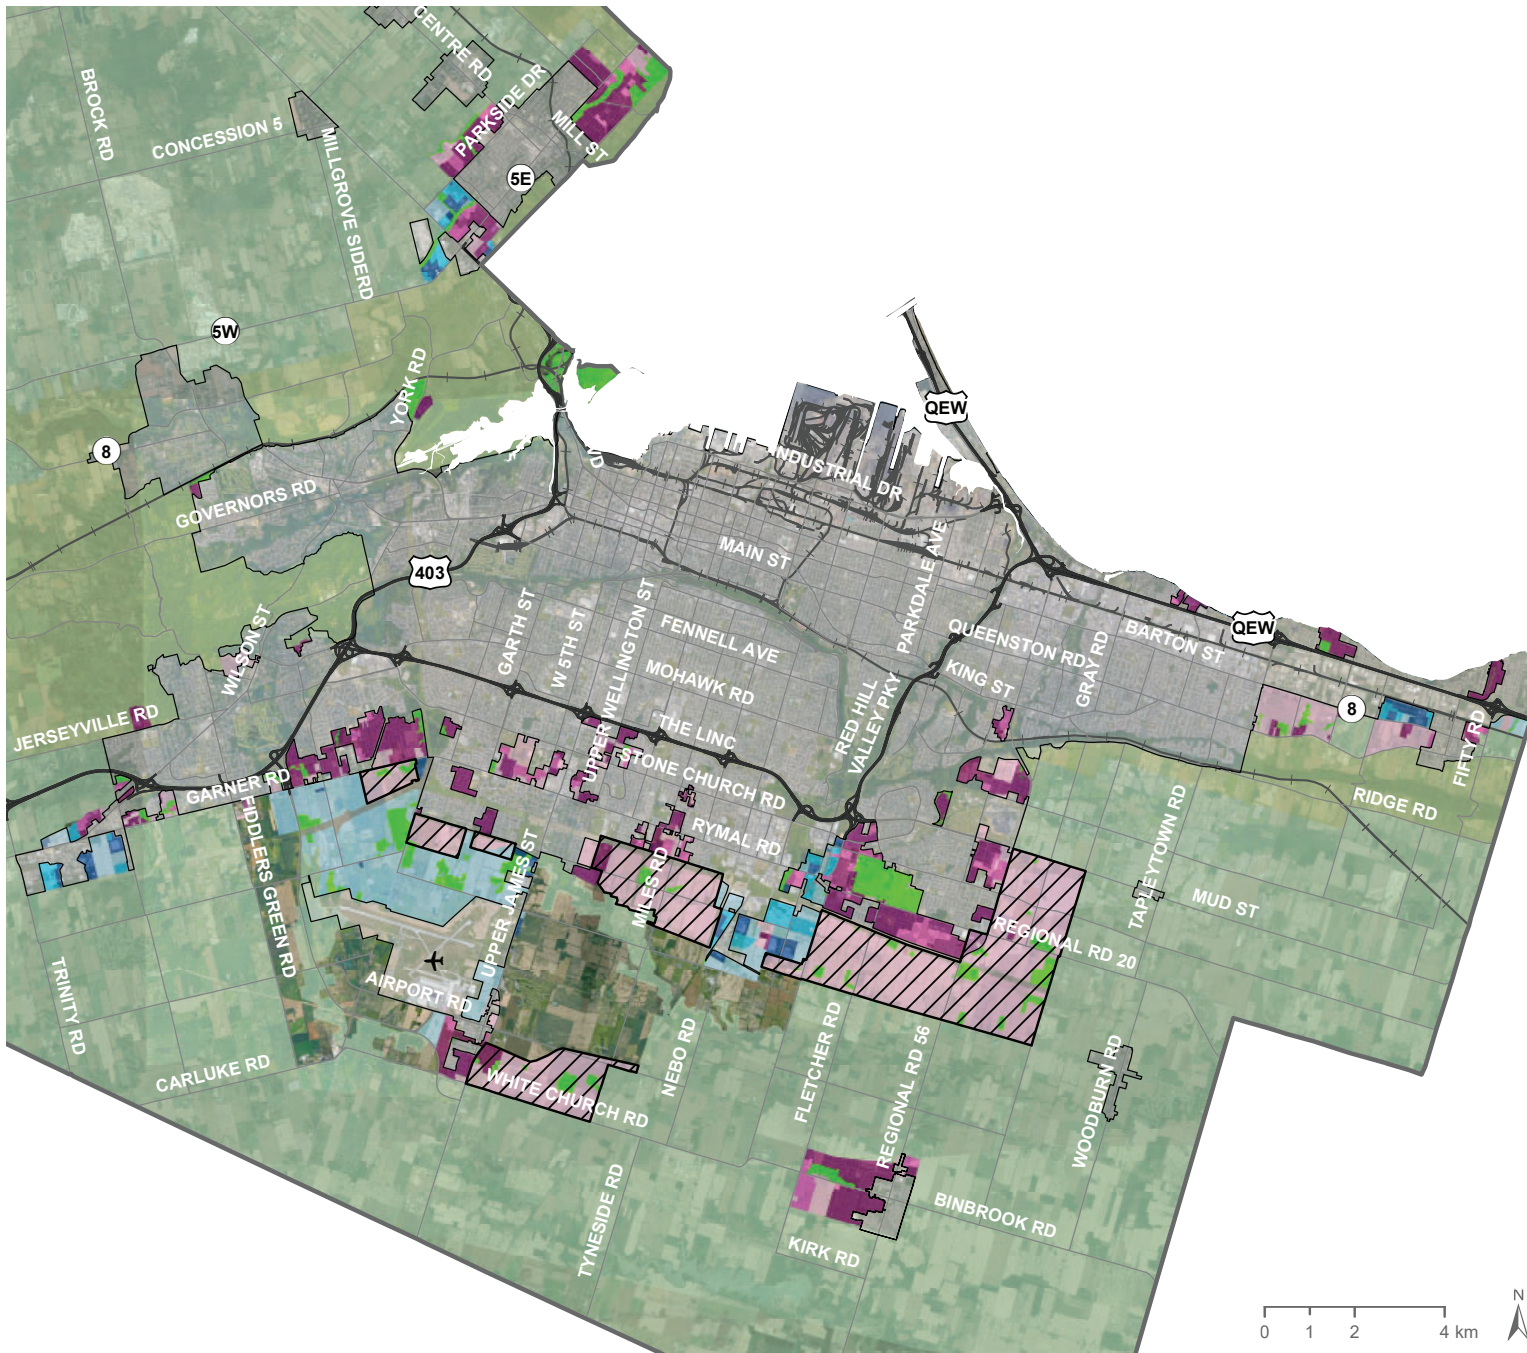 CENTRE RD
BROCK RD
PARKSIDE DR
CONCESSION 5
MILL ST
MILLGROVE SIDERD
5E
5W
YORK RD
QEW
8
VD
INDUSTRIAL DR
GOVERNORS RD
MAIN ST
PARKDALE AVE
403
GARTH ST
W 5TH ST
UPPER WELLINGTON ST
FENNELL AVE
QUEENSTON RD
GRAY RD
BARTON ST
QEW
WILSON ST
MOHAWK RD
KING ST
JERSEYVILLE RD
THE LINC
RED HILL
VALLEY PKY
8
FIFTY RD
STONE CHURCH RD
GARNER RD
RIDGE RD
RYMAL RD
TAPLEYTOWN RD
FIDDLERS GREEN RD
UPPER JAMES ST
MILES RD
MUD ST
REGIONAL RD 20
TRINITY RD
AIRPORT RD
CARLUKE RD
WHITE CHURCH RD
NEBO RD
FLETCHER RD
REGIONAL RD 56
WOODBURN RD
TYNESIDE RD
BINBROOK RD
KIRK RD
N
0 1 2 4 km